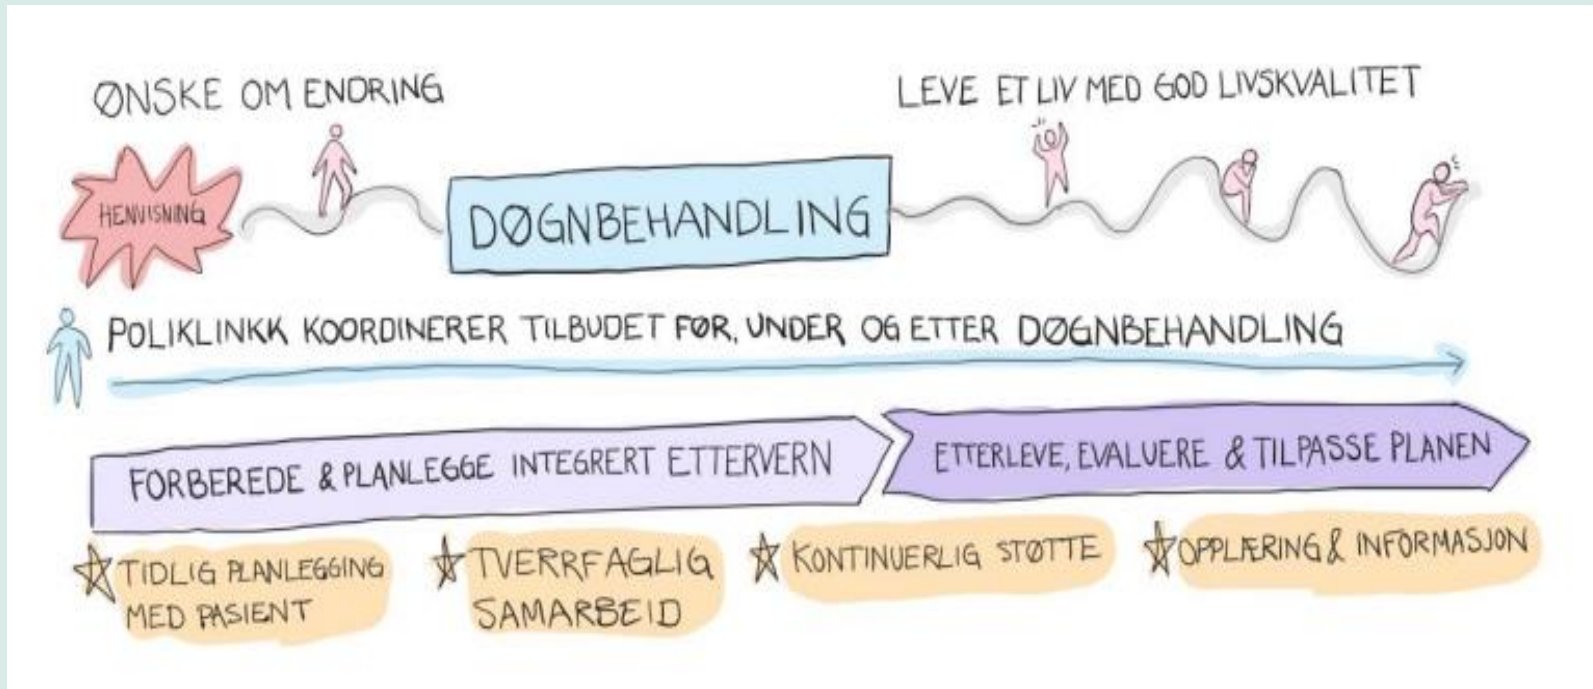 ØNSKE OM ENDRING
LEVE ET LIV MED GOD LIVSKVALITET
HENVISNING
DØGNBEHANDLING
POLIKLINKK KOORDINERER TILBUDET FØR, UNDER OG ETTER DØGNBEHANDLING
FORBEREDE & PLANLEGGE INTEGRERT ETTERVERN
ETTERLEVE, EVALUERE & TILPASSE PLANEN
TIDLIG PLANLEGGING
MED PASIENT
TVERRFAGLIG
SAMARBEID
KONTINUERLIG STØTTE
OPPLÆRING & INFORMASJON